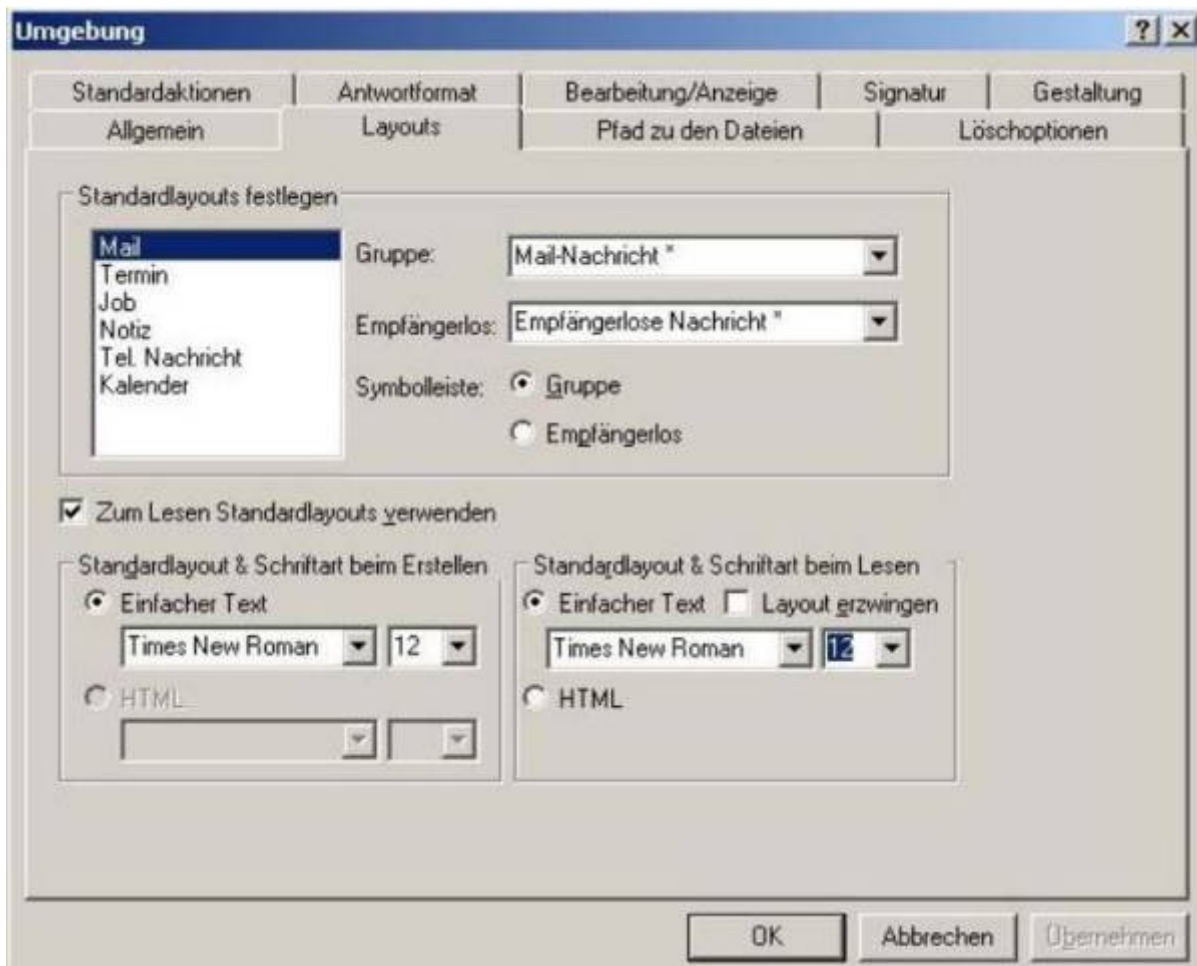 Umgebung
Standardaktionen Antwortformat Bearbeitung/Anzeige Signatur Gestaltung
Allgemein Layouts Pfad zu den Dateien Löschoptionen
Standardlayouts festlegen
Mail
Termin
Job
Notiz
Tel. Nachricht
Kalender
Gruppe: Mail-Nachricht *
Empfängerlos: Empfängerlose Nachricht *
Symbolleiste: Gruppe
Empfängerlos
Zum Lesen Standardlayouts verwenden
Standardlayout & Schriftart beim Erstellen
Einfacher Text
Times New Roman 12
HTML
Standardlayout & Schriftart beim Lesen
Einfacher Text Layout erzwingen
Times New Roman 12
HTML
OK Abbrechen Übernehmen